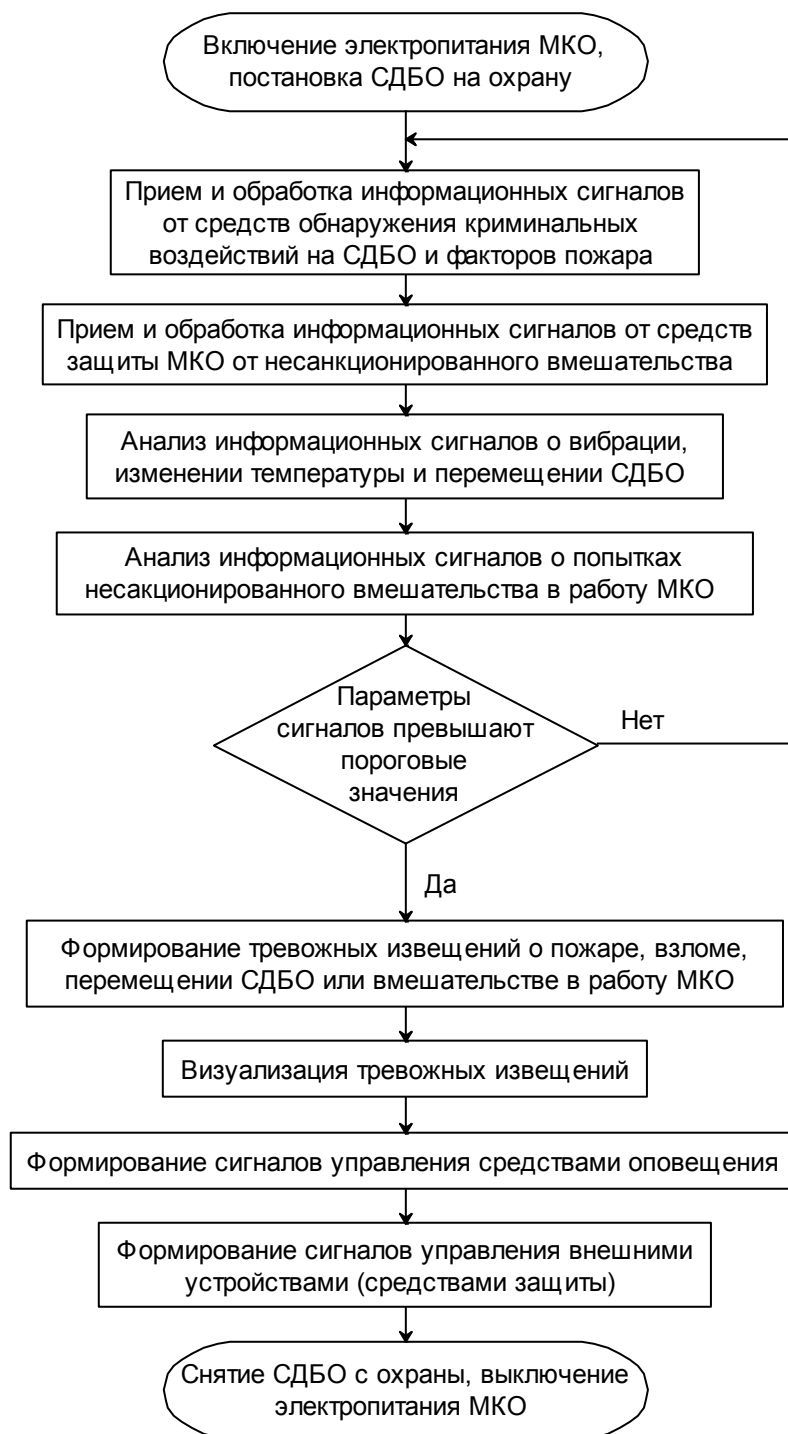 Включение электропитания МКО,
постановка СДБО на охрану
Прием и обработка информационных сигналов
от средств обнаружения криминальных
воздействий на СДБО и факторов пожара
Прием и обработка информационных сигналов от средств
защиты МКО от несанкционированного вмешательства
Анализ информационных сигналов о вибрации,
изменении температуры и перемещении СДБО
Анализ информационных сигналов о попытках
несакционированного вмешательства в работу МКО
Параметры
сигналов превышают
пороговые
значения
Нет
Да
Формирование тревожных извещений о пожаре, взломе,
перемещении СДБО или вмешательстве в работу МКО
Визуализация тревожных извещений
Формирование сигналов управления средствами оповещения
Формирование сигналов управления внешними
устройствами (средствами защиты)
Снятие СДБО с охраны, выключение
электропитания МКО